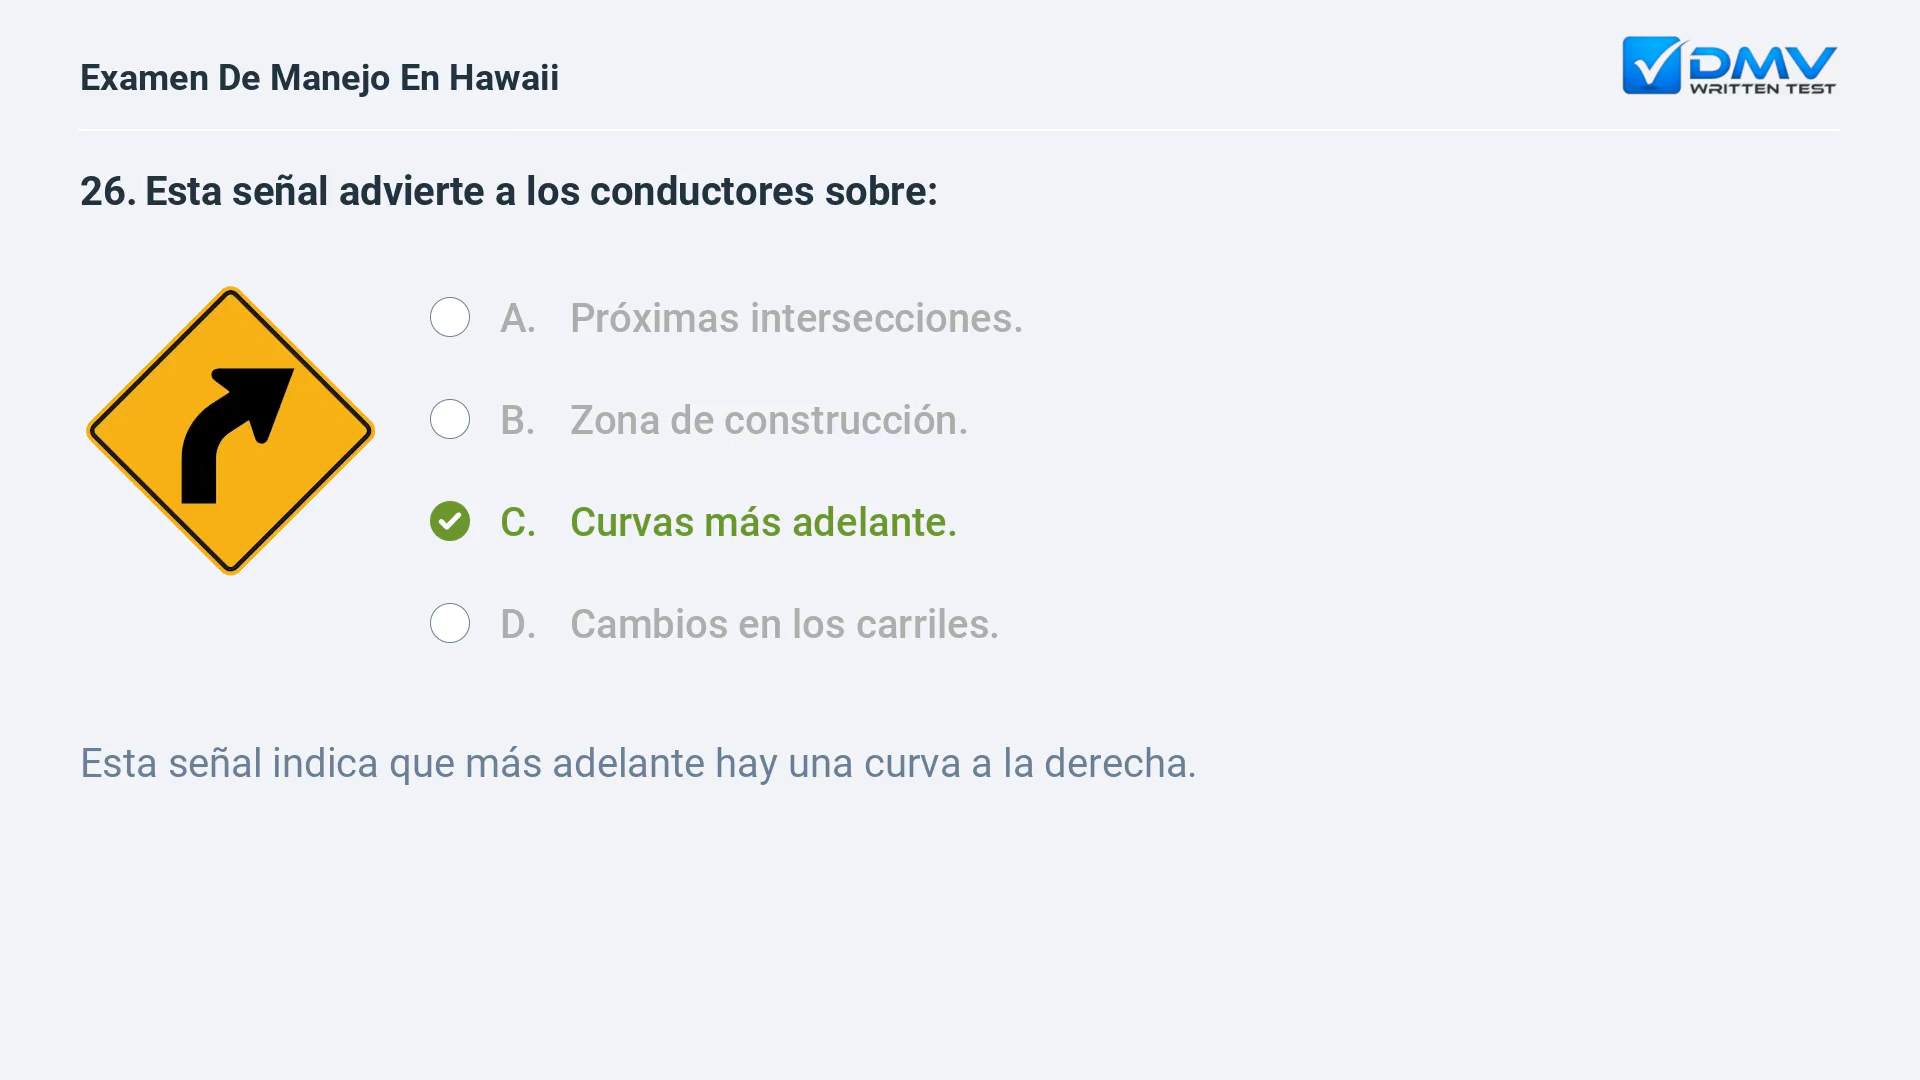 Examen De Manejo En Hawaii
DMV
WRITTEN TEST
26. Esta señal advierte a los conductores sobre:
A. Próximas intersecciones.
B. Zona de construcción.
C. Curvas más adelante.
D. Cambios en los carriles.
Esta señal indica que más adelante hay una curva a la derecha.